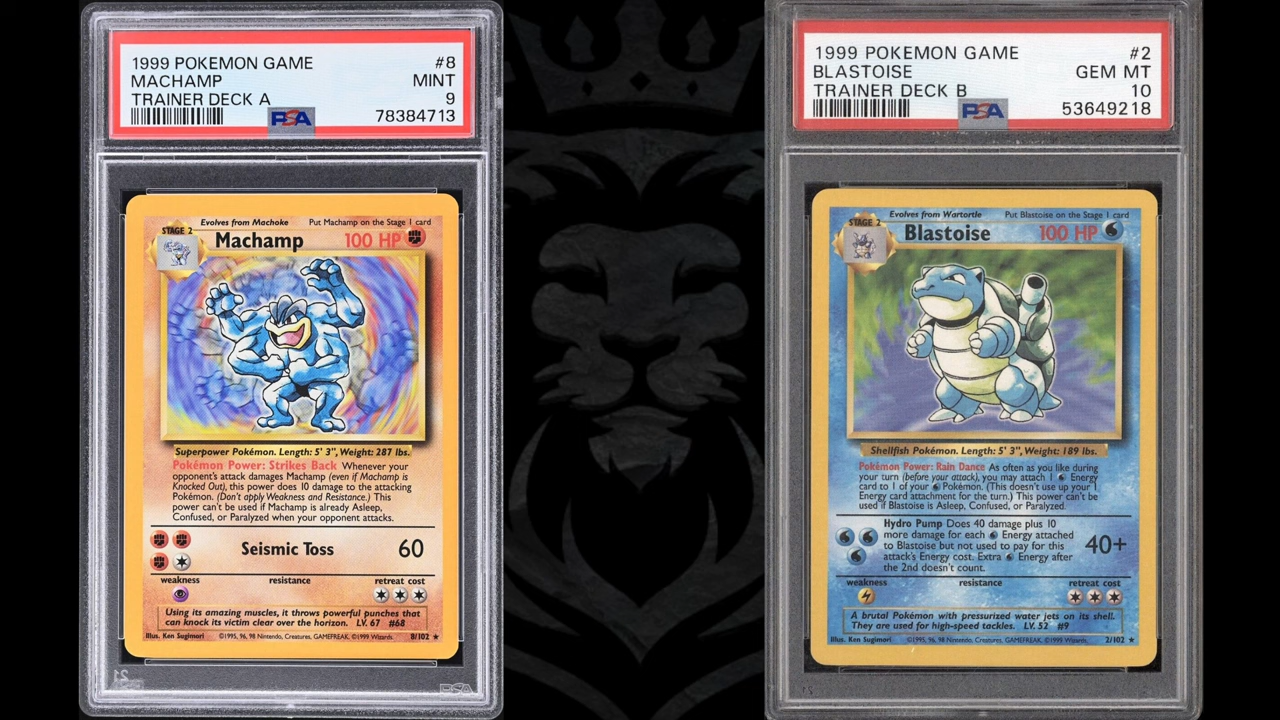 1999 POKEMON GAME #8
MACHAMP MINT
TRAINER DECK A 9
PSA 78384713
Evolves from Machoke Put Machamp on the Stage 1 card
STAGE 2 Machamp 100 HP
Superpower Pokémon. Length: 5' 3", Weight: 287 lbs.
Pokémon Power: Strikes Back Whenever your
opponent's attack damages Machamp (even if Machamp is
Knocked Out), this power does 10 damage to the attacking
Pokémon. (Don't apply Weakness and Resistance.) This
power can't be used if Machamp is already Asleep,
Confused, or Paralyzed when your opponent attacks.
Seismic Toss 60
weakness resistance retreat cost
Using its amazing muscles, it throws powerful punches that
can knock its victim clear over the horizon. LV. 67 #68
Illus. Ken Sugimori ©1995, 96, 98 Nintendo, Creatures, GAMEFREAK. ©1999 Wizards. 8/102 ★
PSA
1999 POKEMON GAME #2
BLASTOISE GEM MT
TRAINER DECK B 10
PSA 53649218
Evolves from Wartortle Put Blastoise on the Stage 1 card
STAGE 2 Blastoise 100 HP
Shellfish Pokémon. Length: 5' 3", Weight: 189 lbs.
Pokémon Power: Rain Dance As often as you like during
your turn (before your attack), you may attach 1 Energy
card to 1 of your Pokémon. (This doesn't use up your 1
Energy card attachment for the turn.) This power can't be
used if Blastoise is Asleep, Confused, or Paralyzed.
Hydro Pump Does 40 damage plus 10
more damage for each Energy attached
to Blastoise but not used to pay for this
attack's Energy cost. Extra Energy after
the 2nd doesn't count.
40+
weakness resistance retreat cost
A brutal Pokémon with pressurized water jets on its shell.
They are used for high-speed tackles. LV. 52 #9
Illus. Ken Sugimori ©1995, 96, 98 Nintendo, Creatures, GAMEFREAK. ©1999 Wizards. 2/102 ★